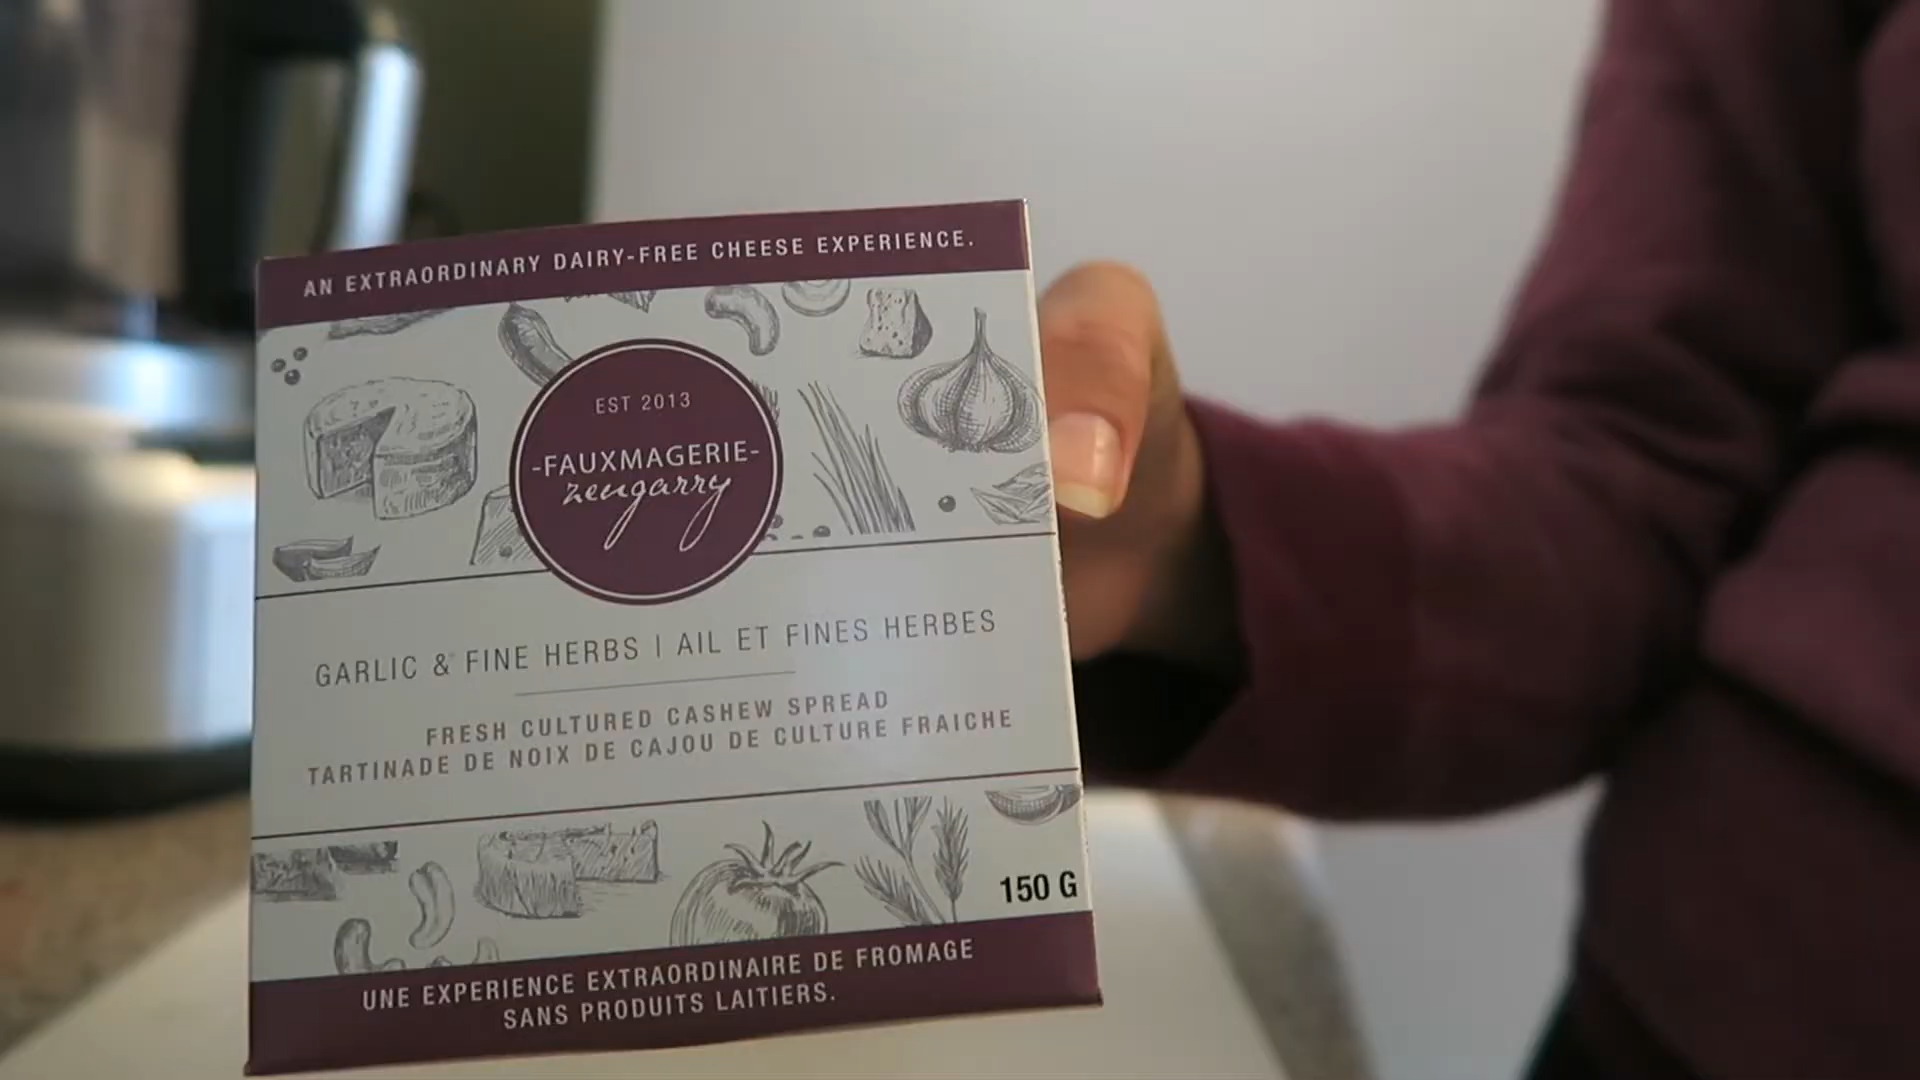 AN EXTRAORDINARY DAIRY-FREE CHEESE EXPERIENCE.
EST 2013
-FAUXMAGERIE-
zengarry
GARLIC & FINE HERBS | AIL ET FINES HERBES
FRESH CULTURED CASHEW SPREAD
TARTINADE DE NOIX DE CAJOU DE CULTURE FRAICHE
150 G
UNE EXPERIENCE EXTRAORDINAIRE DE FROMAGE
SANS PRODUITS LAITIERS.